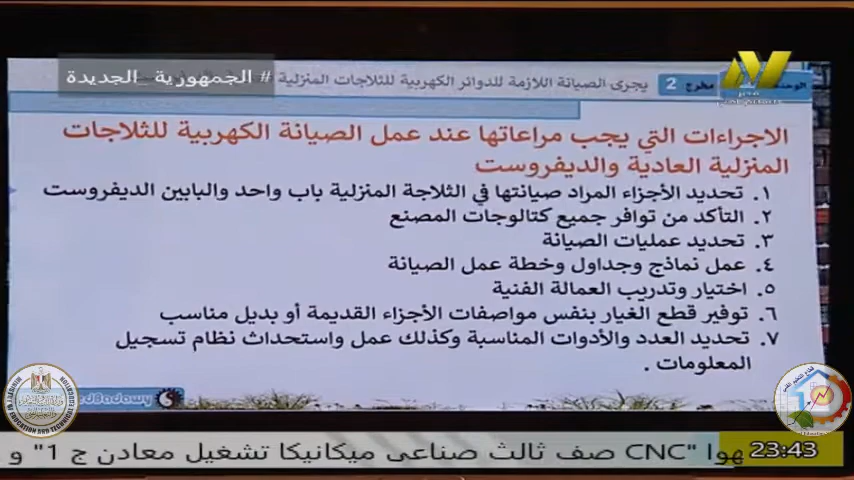 # الجمهورية _الجديدة
مخرج 2 يجرى الصيانة اللازمة للدوائر الكهربية للثلاجات المنزلية
الاجراءات التي يجب مراعاتها عند عمل الصيانة الكهربية للثلاجات
المنزلية العادية والديفروست
١. تحديد الأجزاء المراد صيانتها في الثلاجة المنزلية باب واحد والبابين الديفروست
٢. التأكد من توافر جميع كتالوجات المصنع
٣. تحديد عمليات الصيانة
٤. عمل نماذج وجداول وخطة عمل الصيانة
٥. اختيار وتدريب العمالة الفنية
٦. توفير قطع الغيار بنفس مواصفات الأجزاء القديمة أو بديل مناسب
٧. تحديد العدد والأدوات المناسبة وكذلك عمل واستحداث نظام تسجيل
المعلومات .
23:43
هوا "CNC صف ثالث صناعى ميكانيكا تشغيل معادن ج 1" و